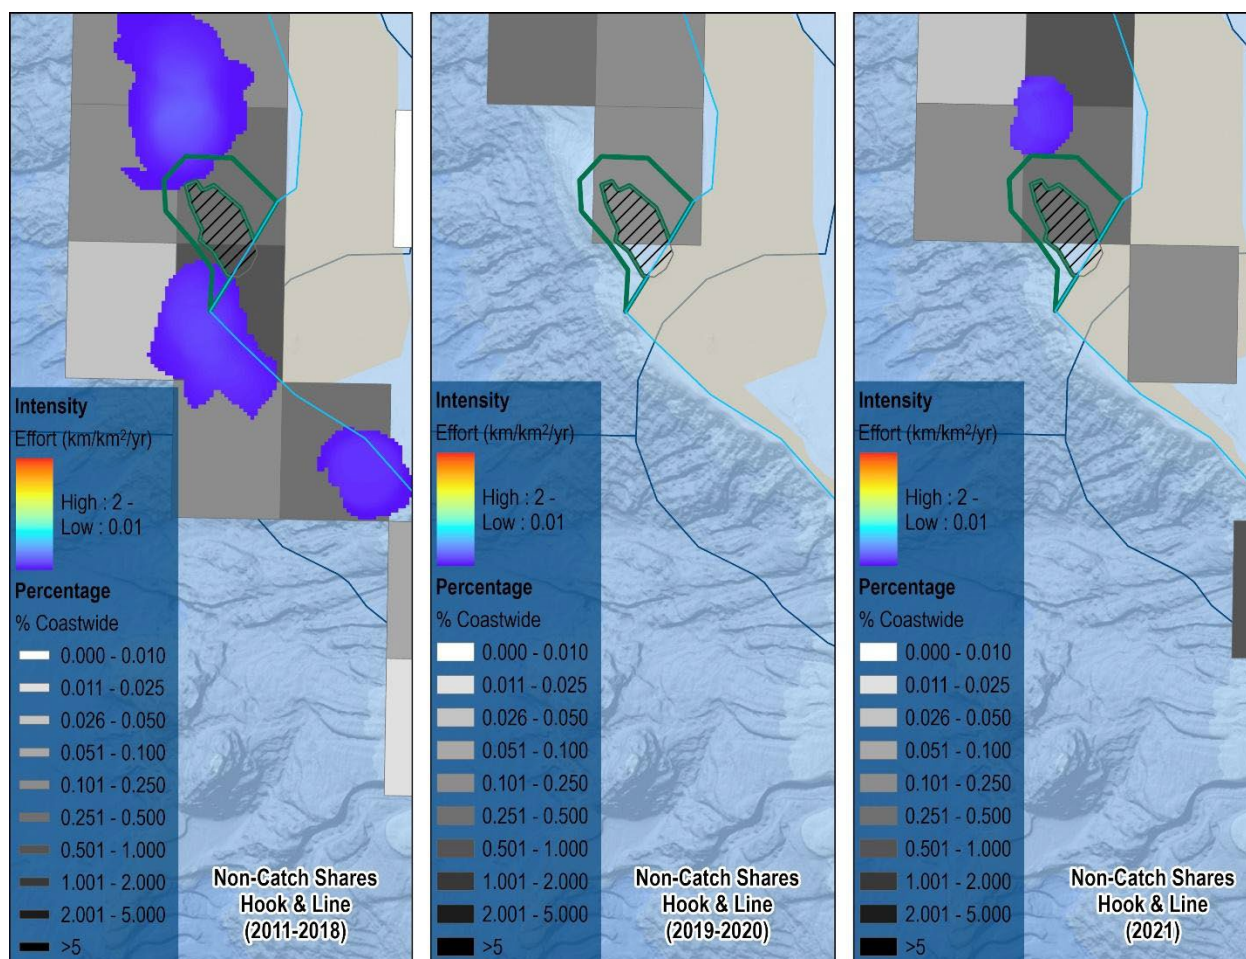 Intensity
Effort (km/km²/yr)
High : 2 -
Low : 0.01
Percentage
% Coastwide
0.000 - 0.010
0.011 - 0.025
0.026 - 0.050
0.051 - 0.100
0.101 - 0.250
0.251 - 0.500
0.501 - 1.000
1.001 - 2.000
2.001 - 5.000
>5
Non-Catch Shares
Hook & Line
(2011-2018)
Intensity
Effort (km/km²/yr)
High : 2 -
Low : 0.01
Percentage
% Coastwide
0.000 - 0.010
0.011 - 0.025
0.026 - 0.050
0.051 - 0.100
0.101 - 0.250
0.251 - 0.500
0.501 - 1.000
1.001 - 2.000
2.001 - 5.000
>5
Non-Catch Shares
Hook & Line
(2019-2020)
Intensity
Effort (km/km²/yr)
High : 2 -
Low : 0.01
Percentage
% Coastwide
0.000 - 0.010
0.011 - 0.025
0.026 - 0.050
0.051 - 0.100
0.101 - 0.250
0.251 - 0.500
0.501 - 1.000
1.001 - 2.000
2.001 - 5.000
>5
Non-Catch Shares
Hook & Line
(2021)